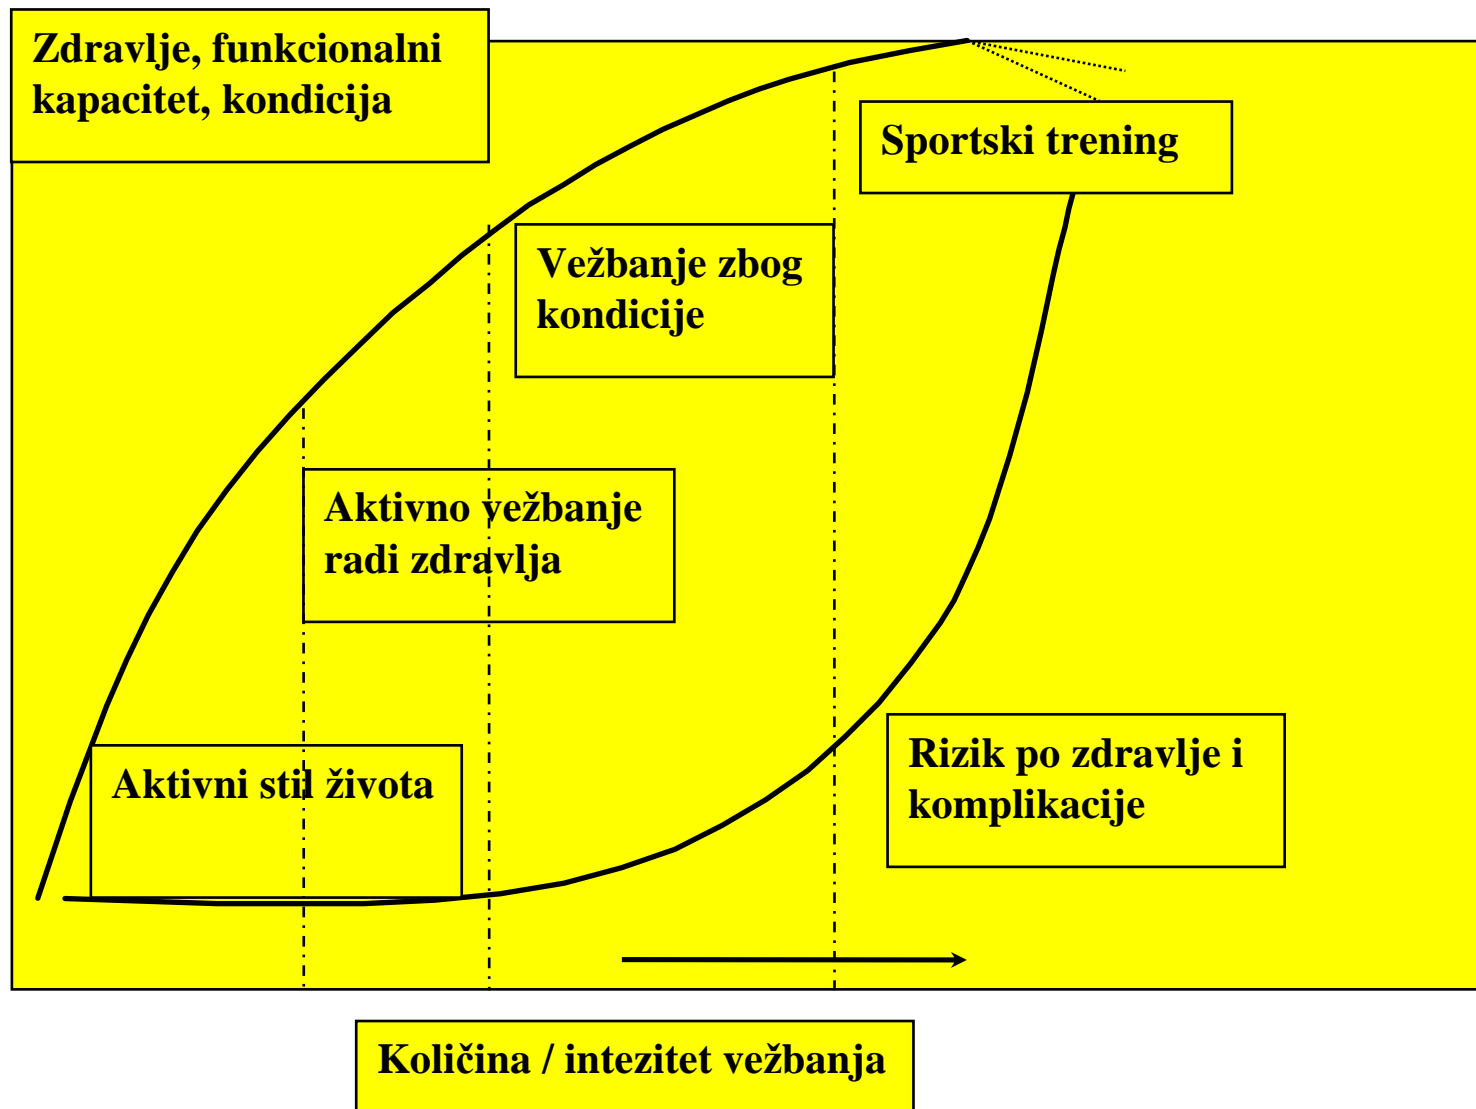 Zdravlje, funkcionalni
kapacitet, kondicija
Sportski trening
Vežbanje zbog
kondicije
Aktivno vežbanje
radi zdravlja
Aktivni stil života
Rizik po zdravlje i
komplikacije
Količina / intezitet vežbanja